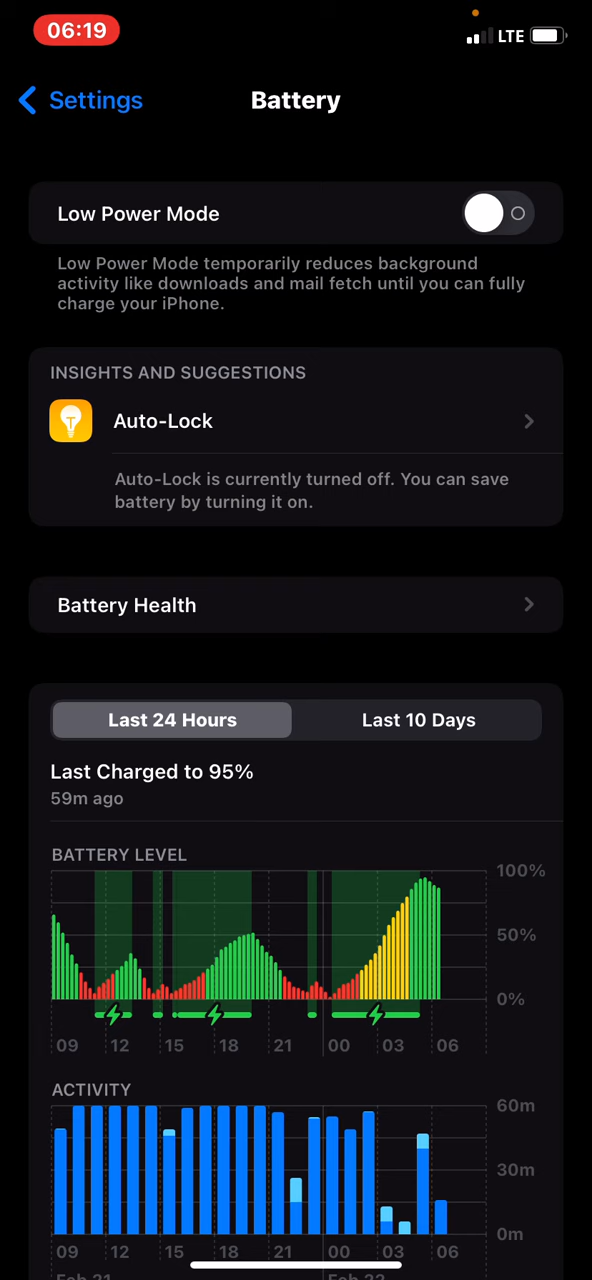 06:19
LTE
Settings
Battery
Low Power Mode
Low Power Mode temporarily reduces background
activity like downloads and mail fetch until you can fully
charge your iPhone.
INSIGHTS AND SUGGESTIONS
Auto-Lock
Auto-Lock is currently turned off. You can save
battery by turning it on.
Battery Health
Last 24 Hours
Last 10 Days
Last Charged to 95%
59m ago
BATTERY LEVEL
100%
50%
0%
09 12 15 18 21 00 03 06
ACTIVITY
60m
30m
0m
09 12 15 18 21 00 03 06
Feb 21 Feb 22